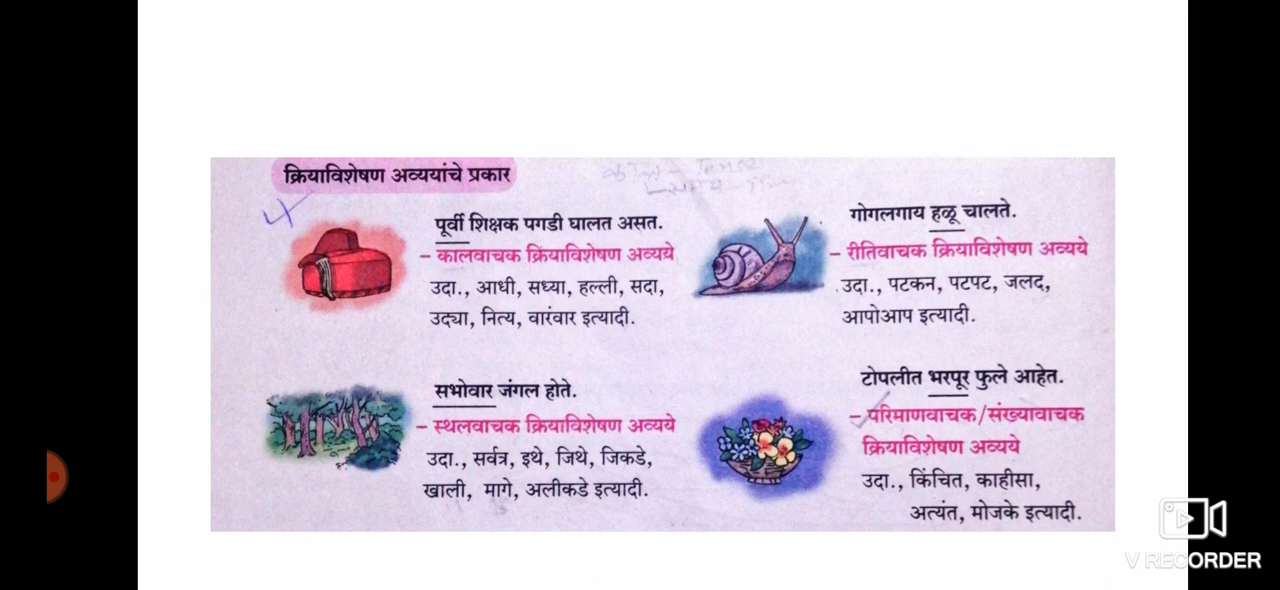 क्रियाविशेषण अव्ययांचे प्रकार
पूर्वी शिक्षक पगडी घालत असत.
– कालवाचक क्रियाविशेषण अव्यये
उदा., आधी, सध्या, हल्ली, सदा,
उद्या, नित्य, वारंवार इत्यादी.
गोगलगाय हळू चालते.
– रीतिवाचक क्रियाविशेषण अव्यये
उदा., पटकन, पटपट, जलद,
आपोआप इत्यादी.
सभोवार जंगल होते.
– स्थलवाचक क्रियाविशेषण अव्यये
उदा., सर्वत्र, इथे, जिथे, जिकडे,
खाली, मागे, अलीकडे इत्यादी.
टोपलीत भरपूर फुले आहेत.
– परिमाणवाचक/संख्यावाचक
क्रियाविशेषण अव्यये
उदा., किंचित, काहीसा,
अत्यंत, मोजके इत्यादी.
V RECORDER